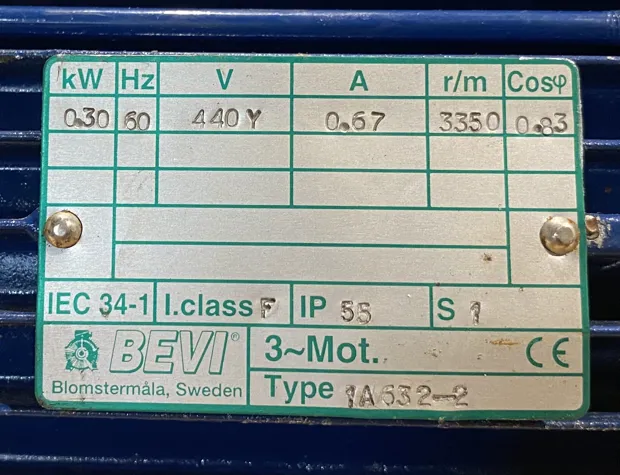 kW Hz V A r/m Cosφ
0.30 60 440Y 0.67 3350 0.83
IEC 34-1 I.class F IP 55 S 1
BEVI® 3~Mot. CE
Blomstermåla, Sweden Type 1A632-2